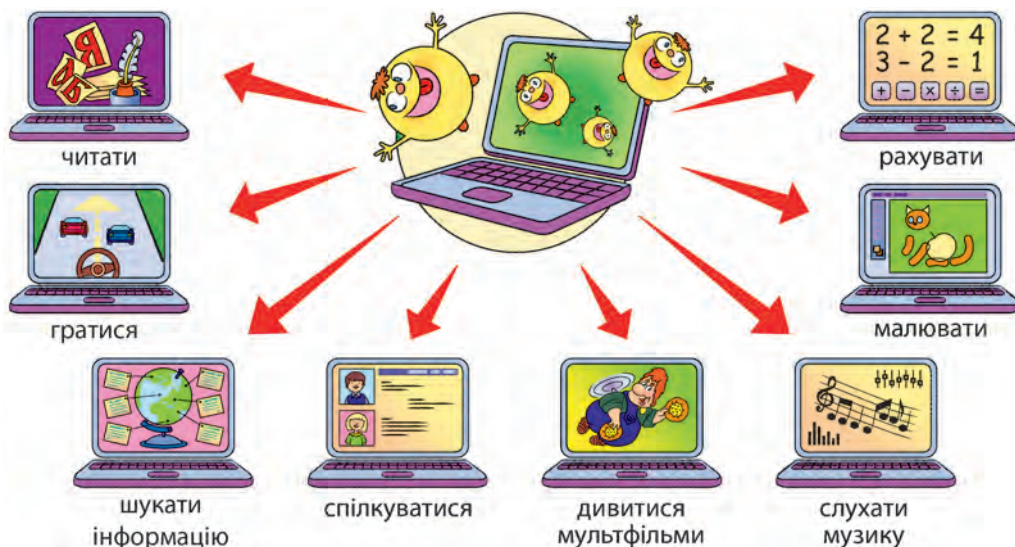 Я
Ь
2 + 2 = 4
3 – 2 = 1
+ – × ÷ =
читати
рахувати
гратися
малювати
шукати
інформацію
спілкуватися
дивитися
мультфільми
слухати
музику